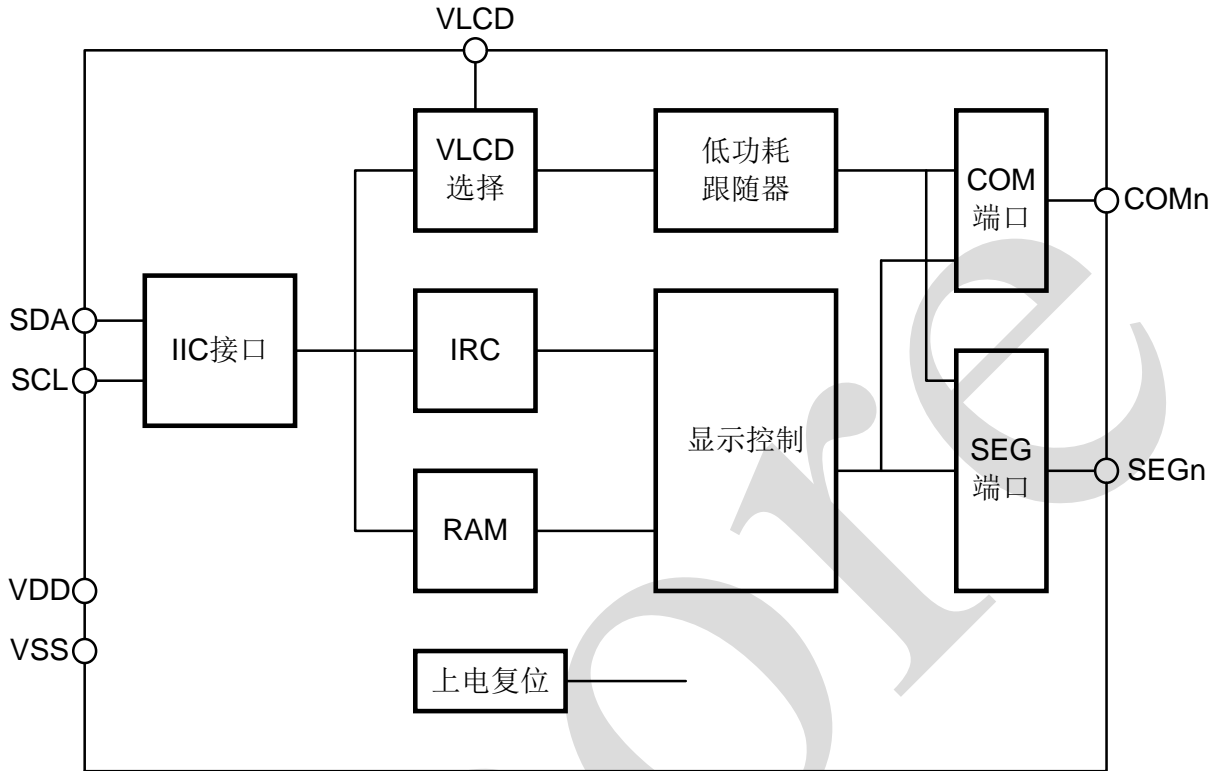 VLCD
VLCD
选择
低功耗
跟随器
COM
端口
COMn
SDA
SCL
IIC接口
IRC
显示控制
SEG
端口
SEGn
RAM
VDD
VSS
上电复位
ore